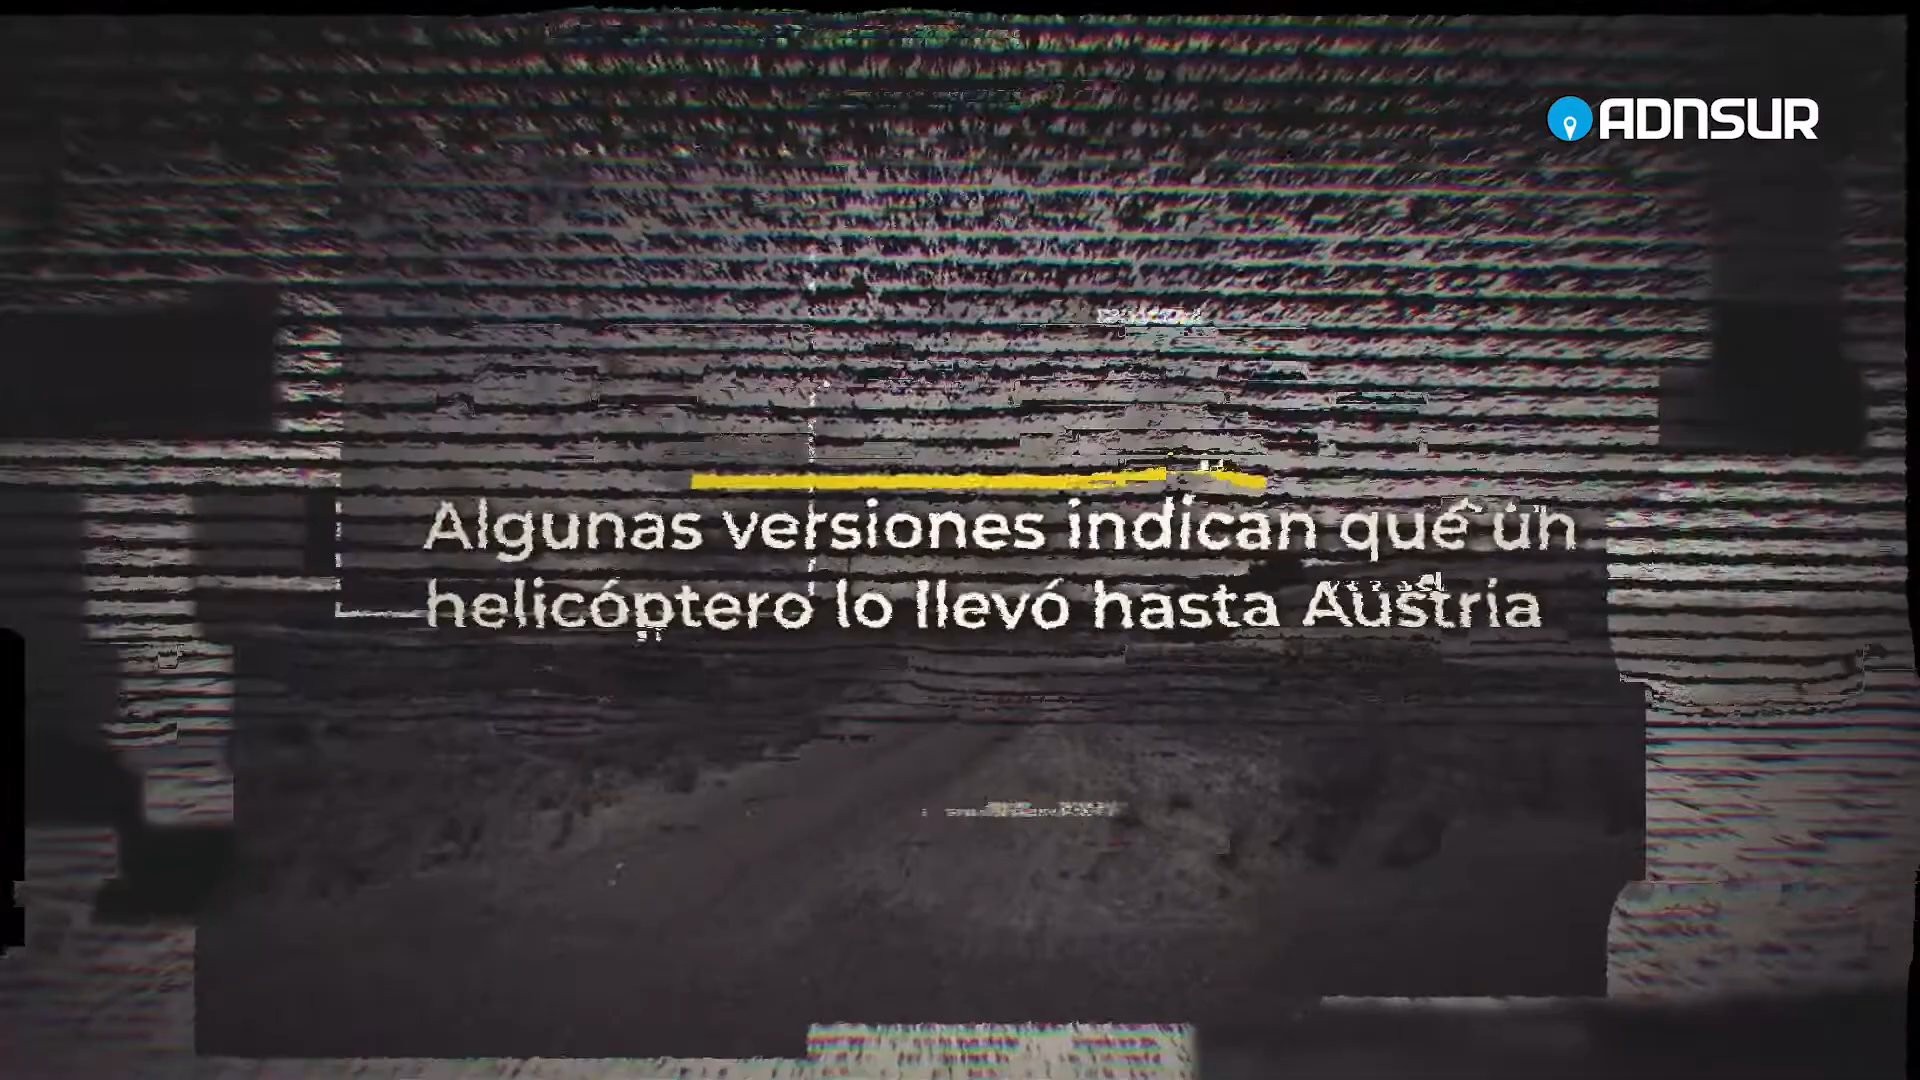 ADNSUR
Algunas versiones indican que un
helicóptero lo llevó hasta Austria